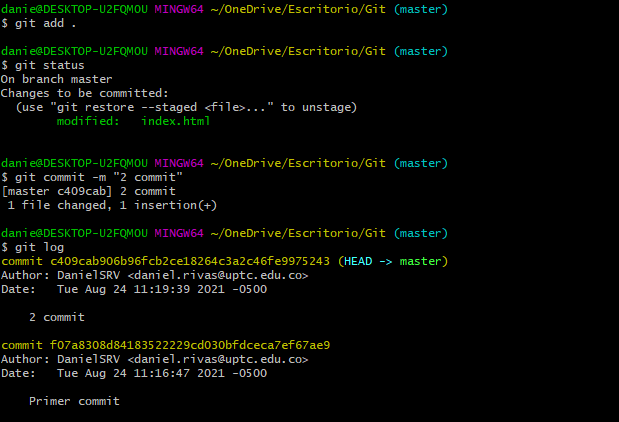 danie@DESKTOP-U2FQMOU MINGW64 ~/OneDrive/Escritorio/Git (master)
$ git add .
danie@DESKTOP-U2FQMOU MINGW64 ~/OneDrive/Escritorio/Git (master)
$ git status
On branch master
Changes to be committed:
  (use "git restore --staged <file>..." to unstage)
        modified:   index.html
danie@DESKTOP-U2FQMOU MINGW64 ~/OneDrive/Escritorio/Git (master)
$ git commit -m "2 commit"
[master c409cab] 2 commit
 1 file changed, 1 insertion(+)
danie@DESKTOP-U2FQMOU MINGW64 ~/OneDrive/Escritorio/Git (master)
$ git log
commit c409cab906b96fcb2ce18264c3a2c46fe9975243 (HEAD -> master)
Author: DanielSRV <daniel.rivas@uptc.edu.co>
Date:   Tue Aug 24 11:19:39 2021 -0500
    2 commit
commit f07a8308d84183522229cd030bfdceca7ef67ae9
Author: DanielSRV <daniel.rivas@uptc.edu.co>
Date:   Tue Aug 24 11:16:47 2021 -0500
    Primer commit